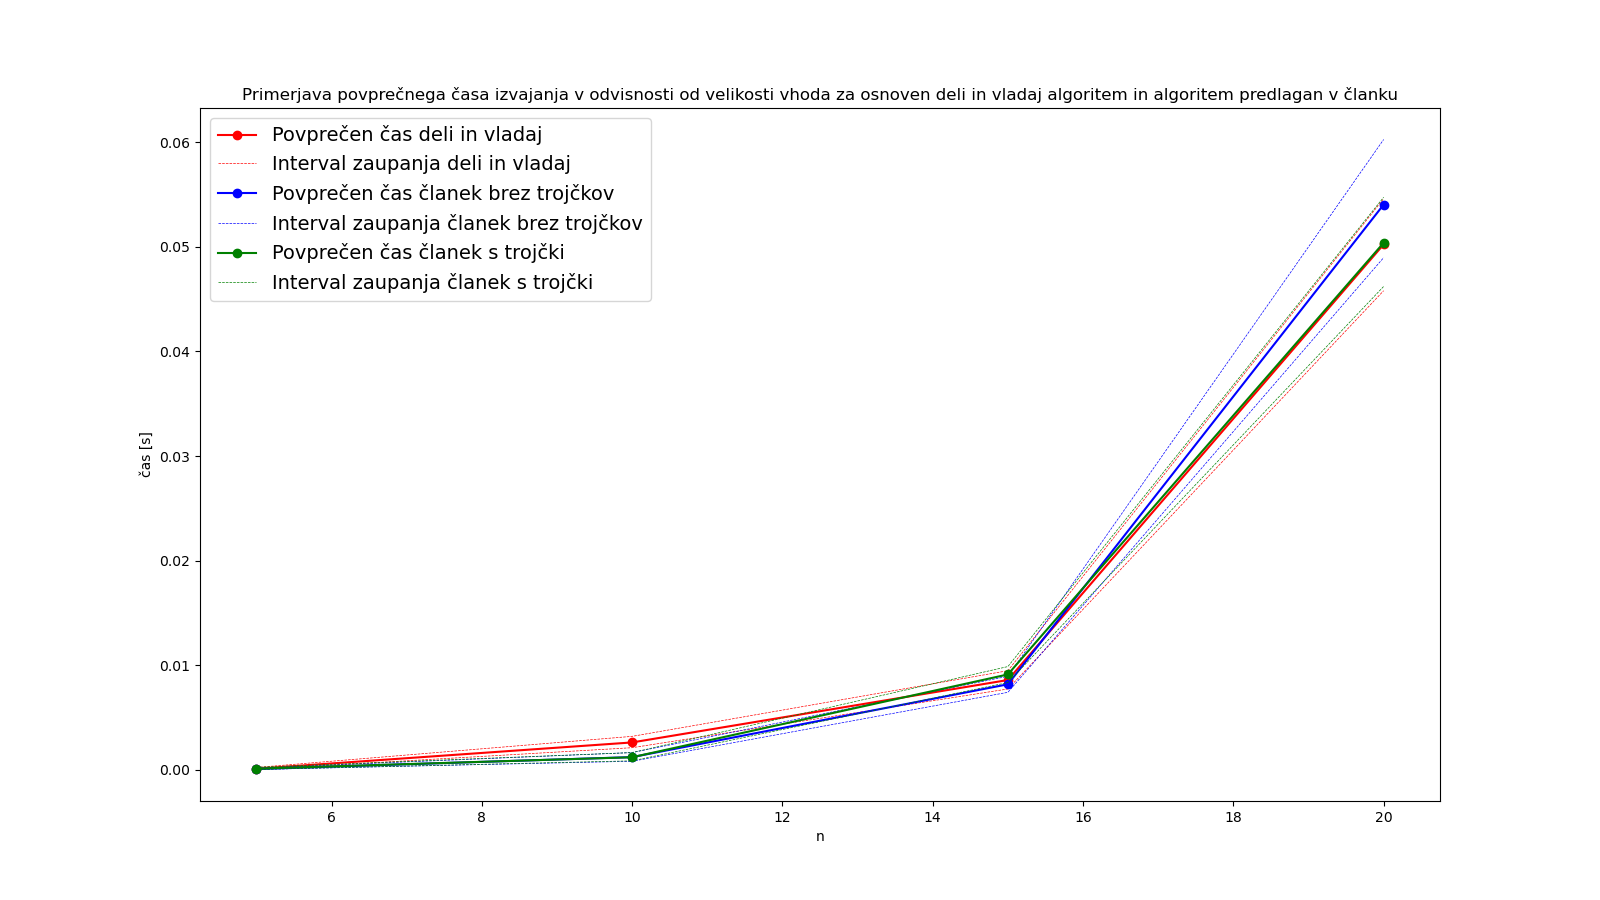 Primerjava povprečnega časa izvajanja v odvisnosti od velikosti vhoda za osnoven deli in vladaj algoritem in algoritem predlagan v članku
Povprečen čas deli in vladaj
Interval zaupanja deli in vladaj
Povprečen čas članek brez trojčkov
Interval zaupanja članek brez trojčkov
Povprečen čas članek s trojčki
Interval zaupanja članek s trojčki
0.06
0.05
0.04
0.03
0.02
0.01
0.00
čas [s]
6 8 10 12 14 16 18 20
n